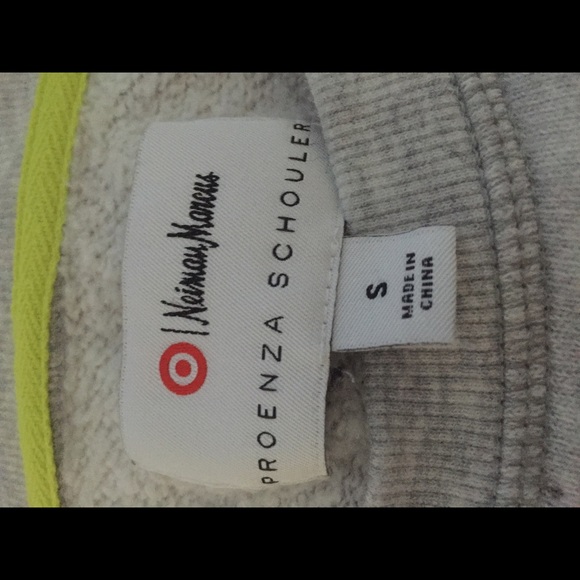 | Neiman Marcus
PROENZA SCHOULER
S
MADE IN
CHINA